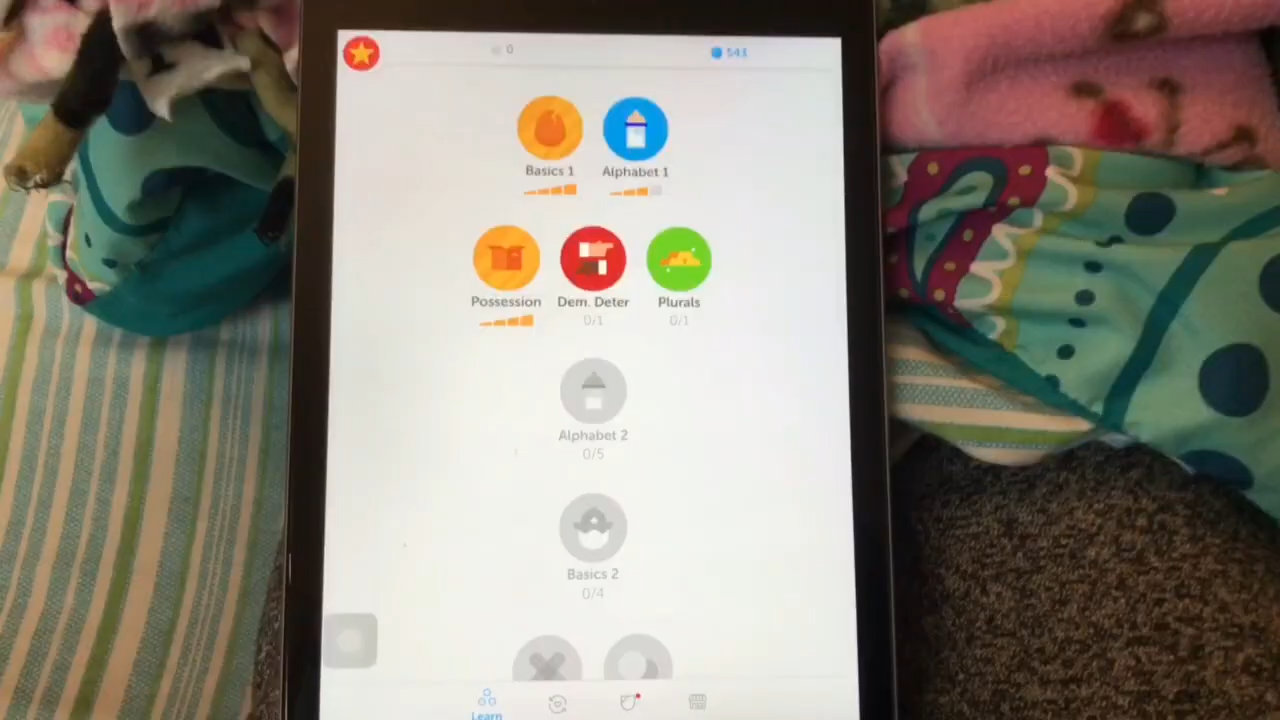 0
543
Basics 1
Alphabet 1
Possession
Dem. Deter
Plurals
0/1
0/1
Alphabet 2
0/5
Basics 2
0/4
Learn